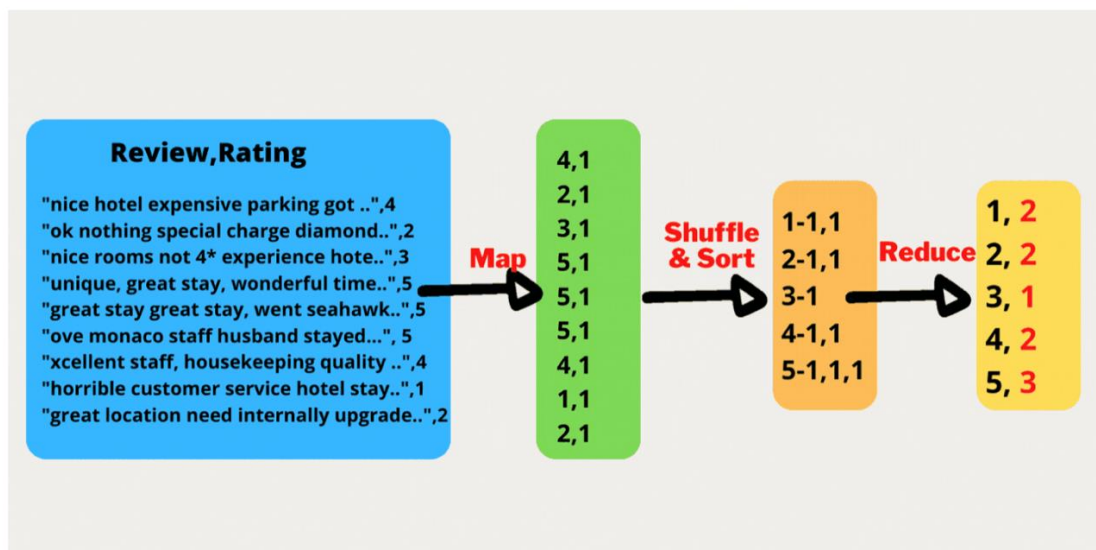 Review,Rating
"nice hotel expensive parking got ..",4
"ok nothing special charge diamond..",2
"nice rooms not 4* experience hote..",3
"unique, great stay, wonderful time..",5
"great stay great stay, went seahawk..",5
"ove monaco staff husband stayed...", 5
"xcellent staff, housekeeping quality ..",4
"horrible customer service hotel stay..",1
"great location need internally upgrade..",2
Map
4,1
2,1
3,1
5,1
5,1
5,1
4,1
1,1
2,1
Shuffle
& Sort
1-1,1
2-1,1
3-1
4-1,1
5-1,1,1
Reduce
1, 2
2, 2
3, 1
4, 2
5, 3